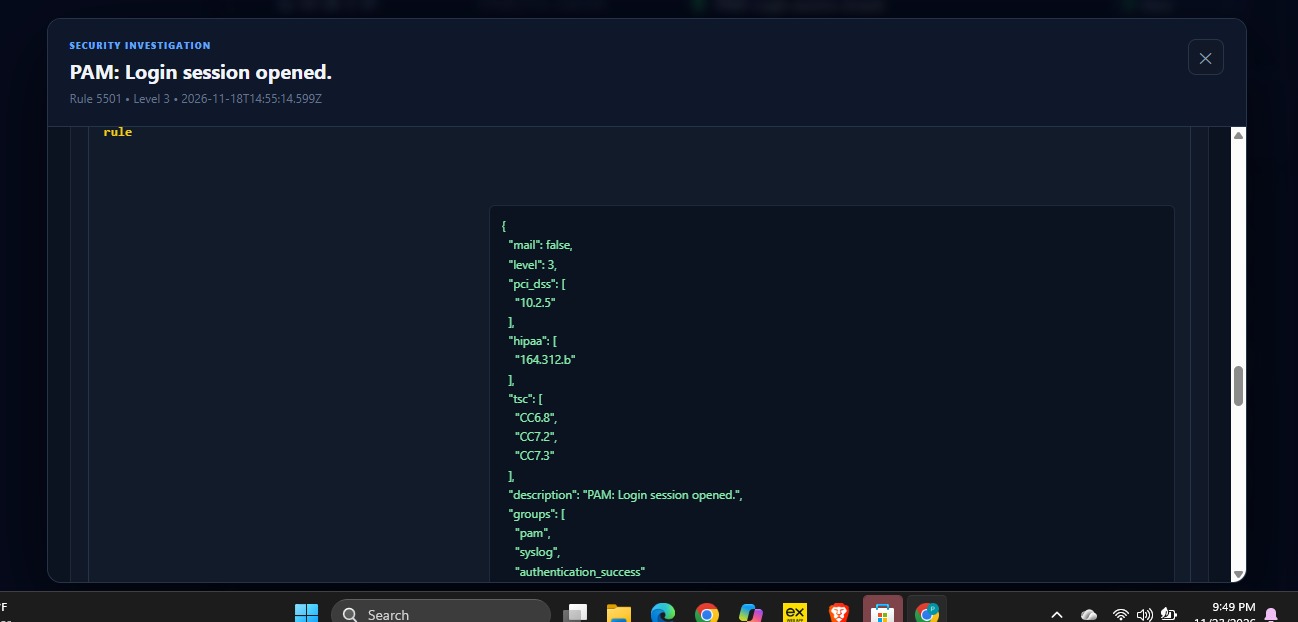 SECURITY INVESTIGATION
PAM: Login session opened.
Rule 5501 • Level 3 • 2026-11-18T14:55:14.599Z
rule
{
"mail": false,
"level": 3,
"pci_dss": [
"10.2.5"
],
"hipaa": [
"164.312.b"
],
"tsc": [
"CC6.8",
"CC7.2",
"CC7.3"
],
"description": "PAM: Login session opened.",
"groups": [
"pam",
"syslog",
"authentication_success"
Search
ex
9:49 PM